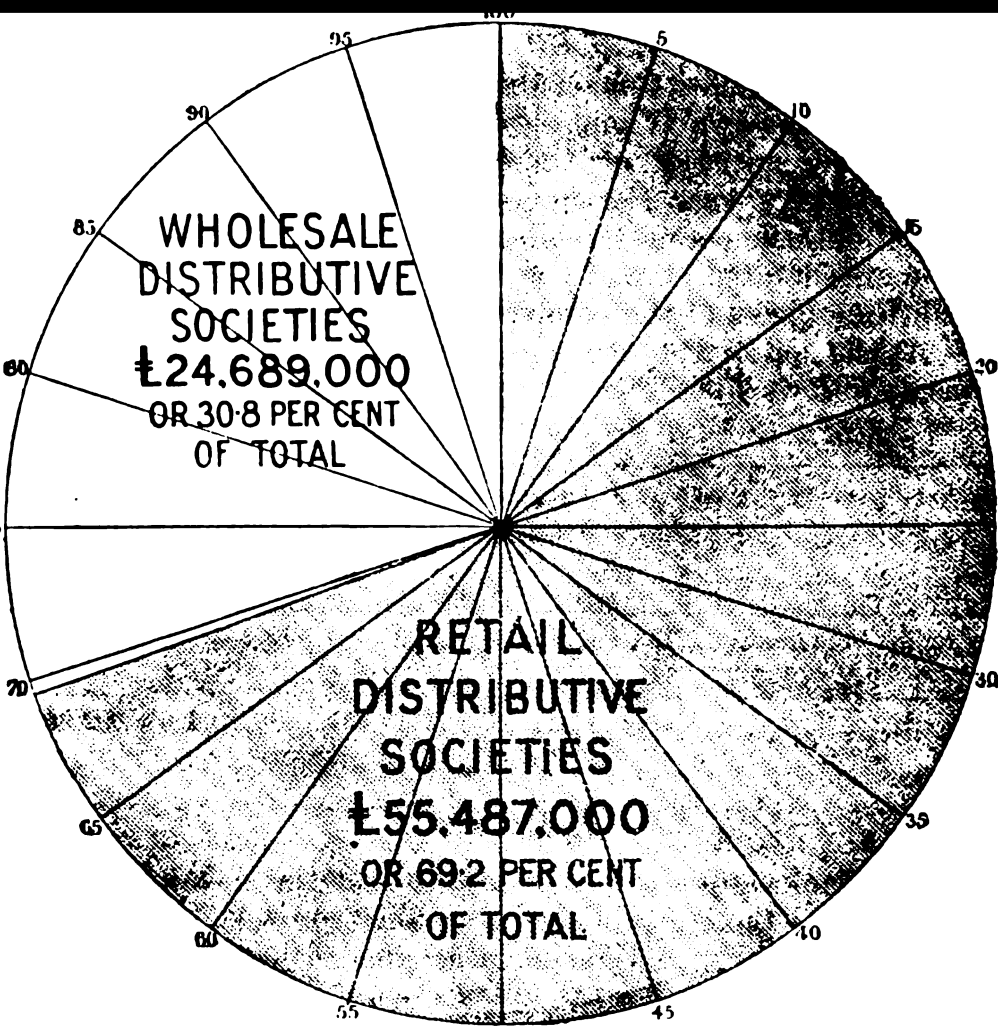 100
95
5
90
10
WHOLESALE
DISTRIBUTIVE
SOCIETIES
£24,689,000
OR 30·8 PER CENT
OF TOTAL
85
15
80
20
RETAIL
DISTRIBUTIVE
SOCIETIES
£55,487,000
OR 69·2 PER CENT
OF TOTAL
70
30
65
35
60
40
55
45